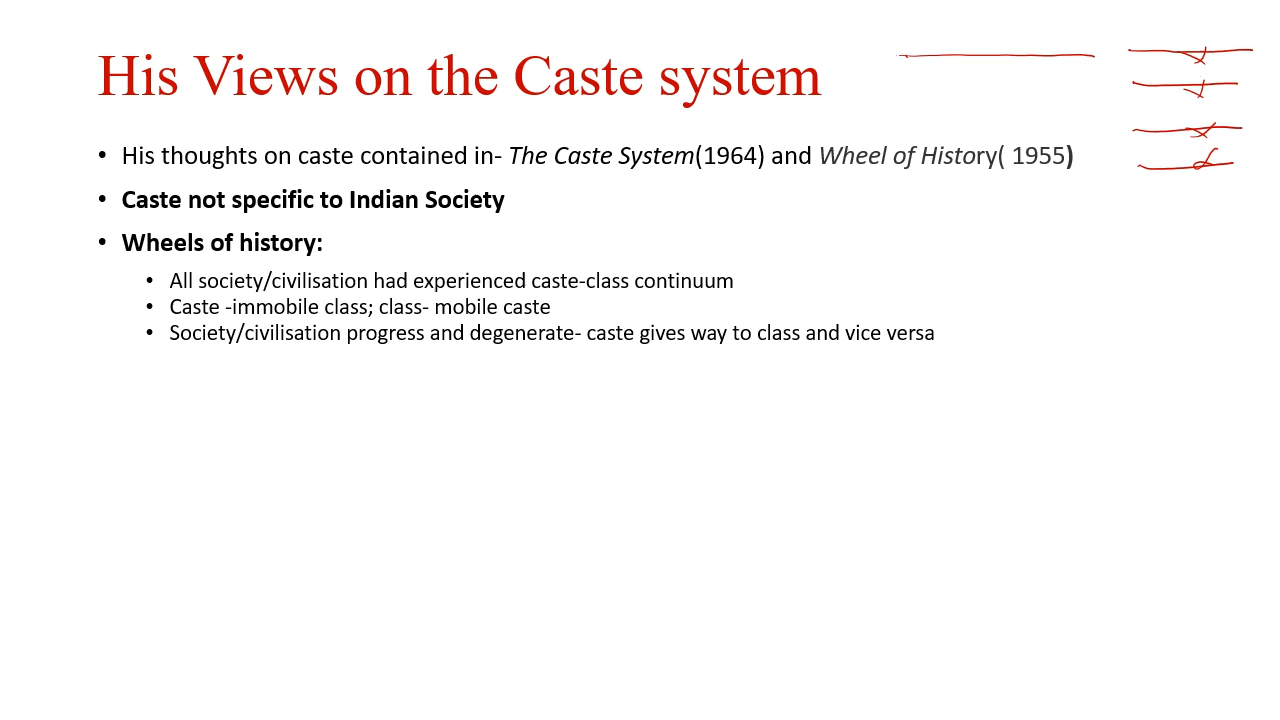 His Views on the Caste system
• His thoughts on caste contained in- The Caste System(1964) and Wheel of History( 1955)
• Caste not specific to Indian Society
• Wheels of history:
• All society/civilisation had experienced caste-class continuum
• Caste -immobile class; class- mobile caste
• Society/civilisation progress and degenerate- caste gives way to class and vice versa